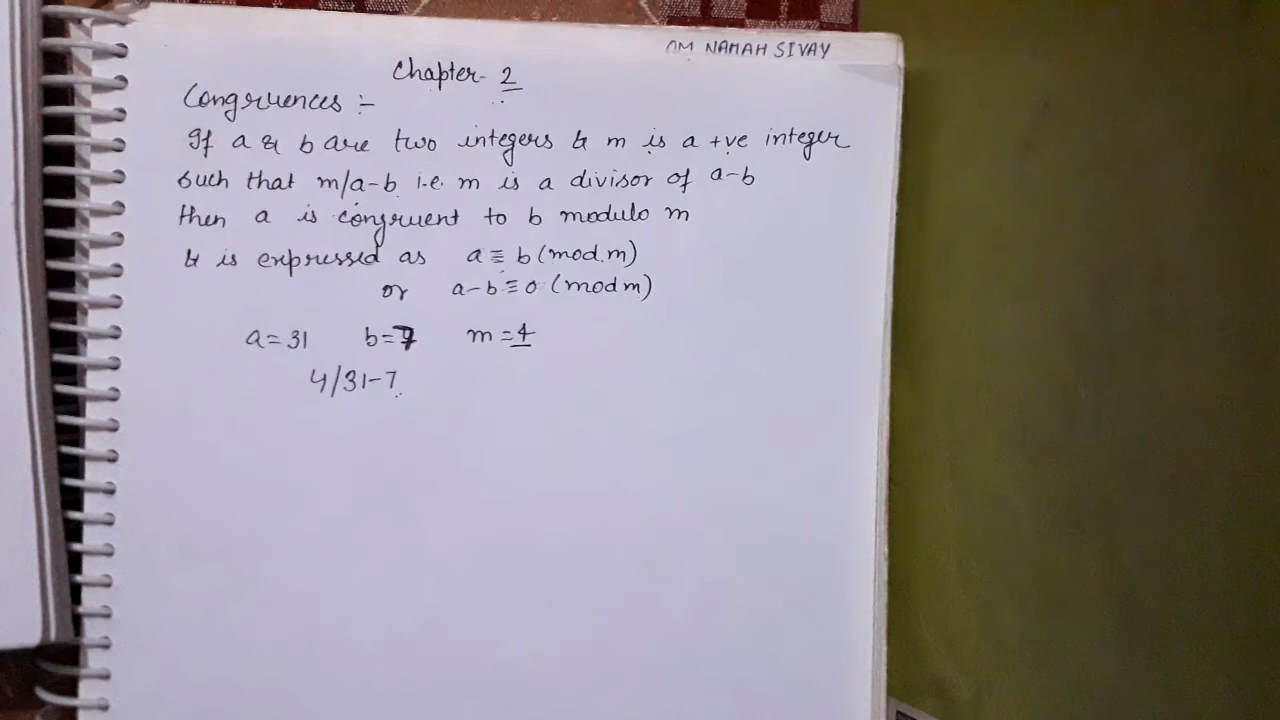 OM NAMAH SIVAY
Chapter- 2
Congruences :-
If a & b are two integers & m is a +ve integer
such that m/a-b i.e. m is a divisor of a-b
then a is congruent to b modulo m
& is expressed as a ≡ b (mod.m)
or a-b ≡ 0 (mod m)
a = 31 b = 7 m = 4
4/31-7